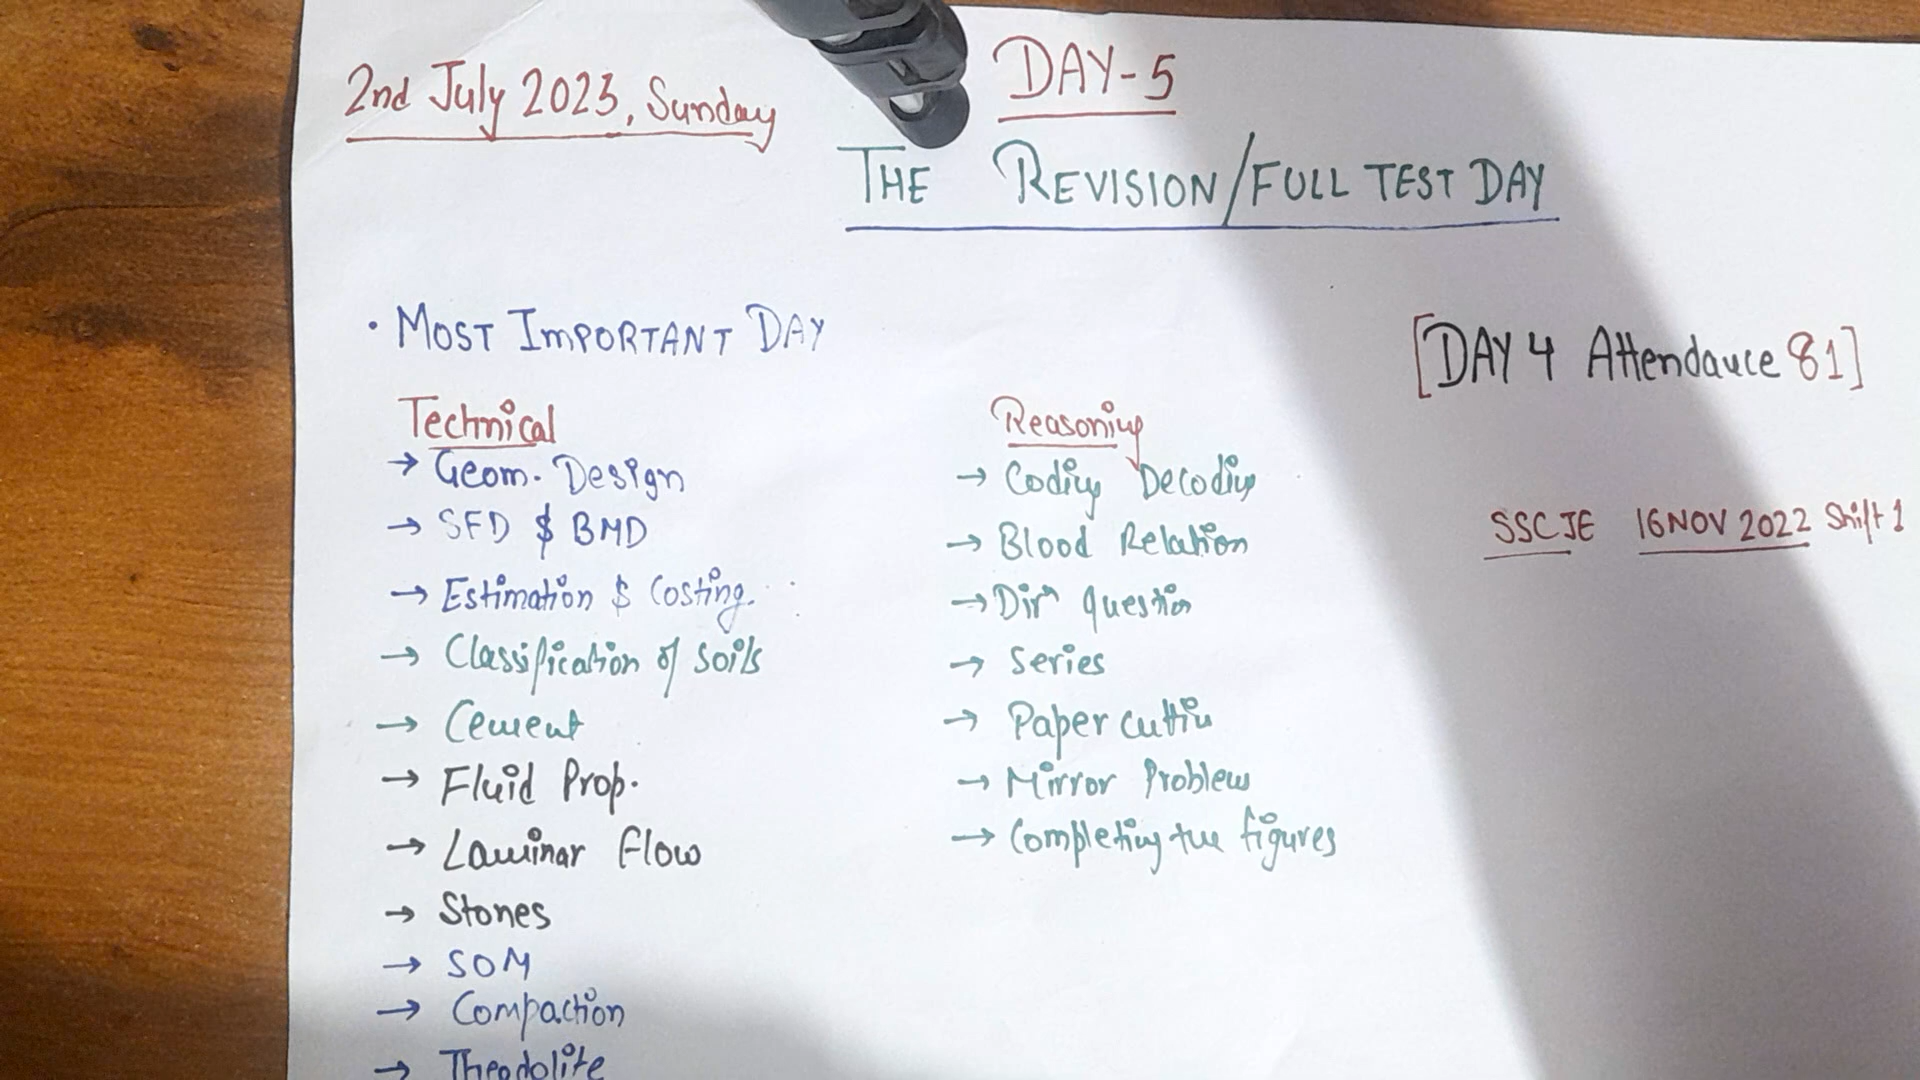 2nd July 2023, Sunday
DAY-5
THE REVISION/FULL TEST DAY
• MOST IMPORTANT DAY
[DAY 4 Attendance 81]
Technical
→ Geom. Design
→ SFD & BMD
→ Estimation & Costing.
→ Classification of Soils
→ Cement
→ Fluid Prop.
→ Laminar Flow
→ Stones
→ SOM
→ Compaction
→ Theodolite
Reasoning
→ Coding Decoding
→ Blood Relation
→ Dirⁿ question
→ Series
→ Paper cuttin
→ Mirror Problem
→ Completing the figures
SSC JE 16 NOV 2022 Shift 1